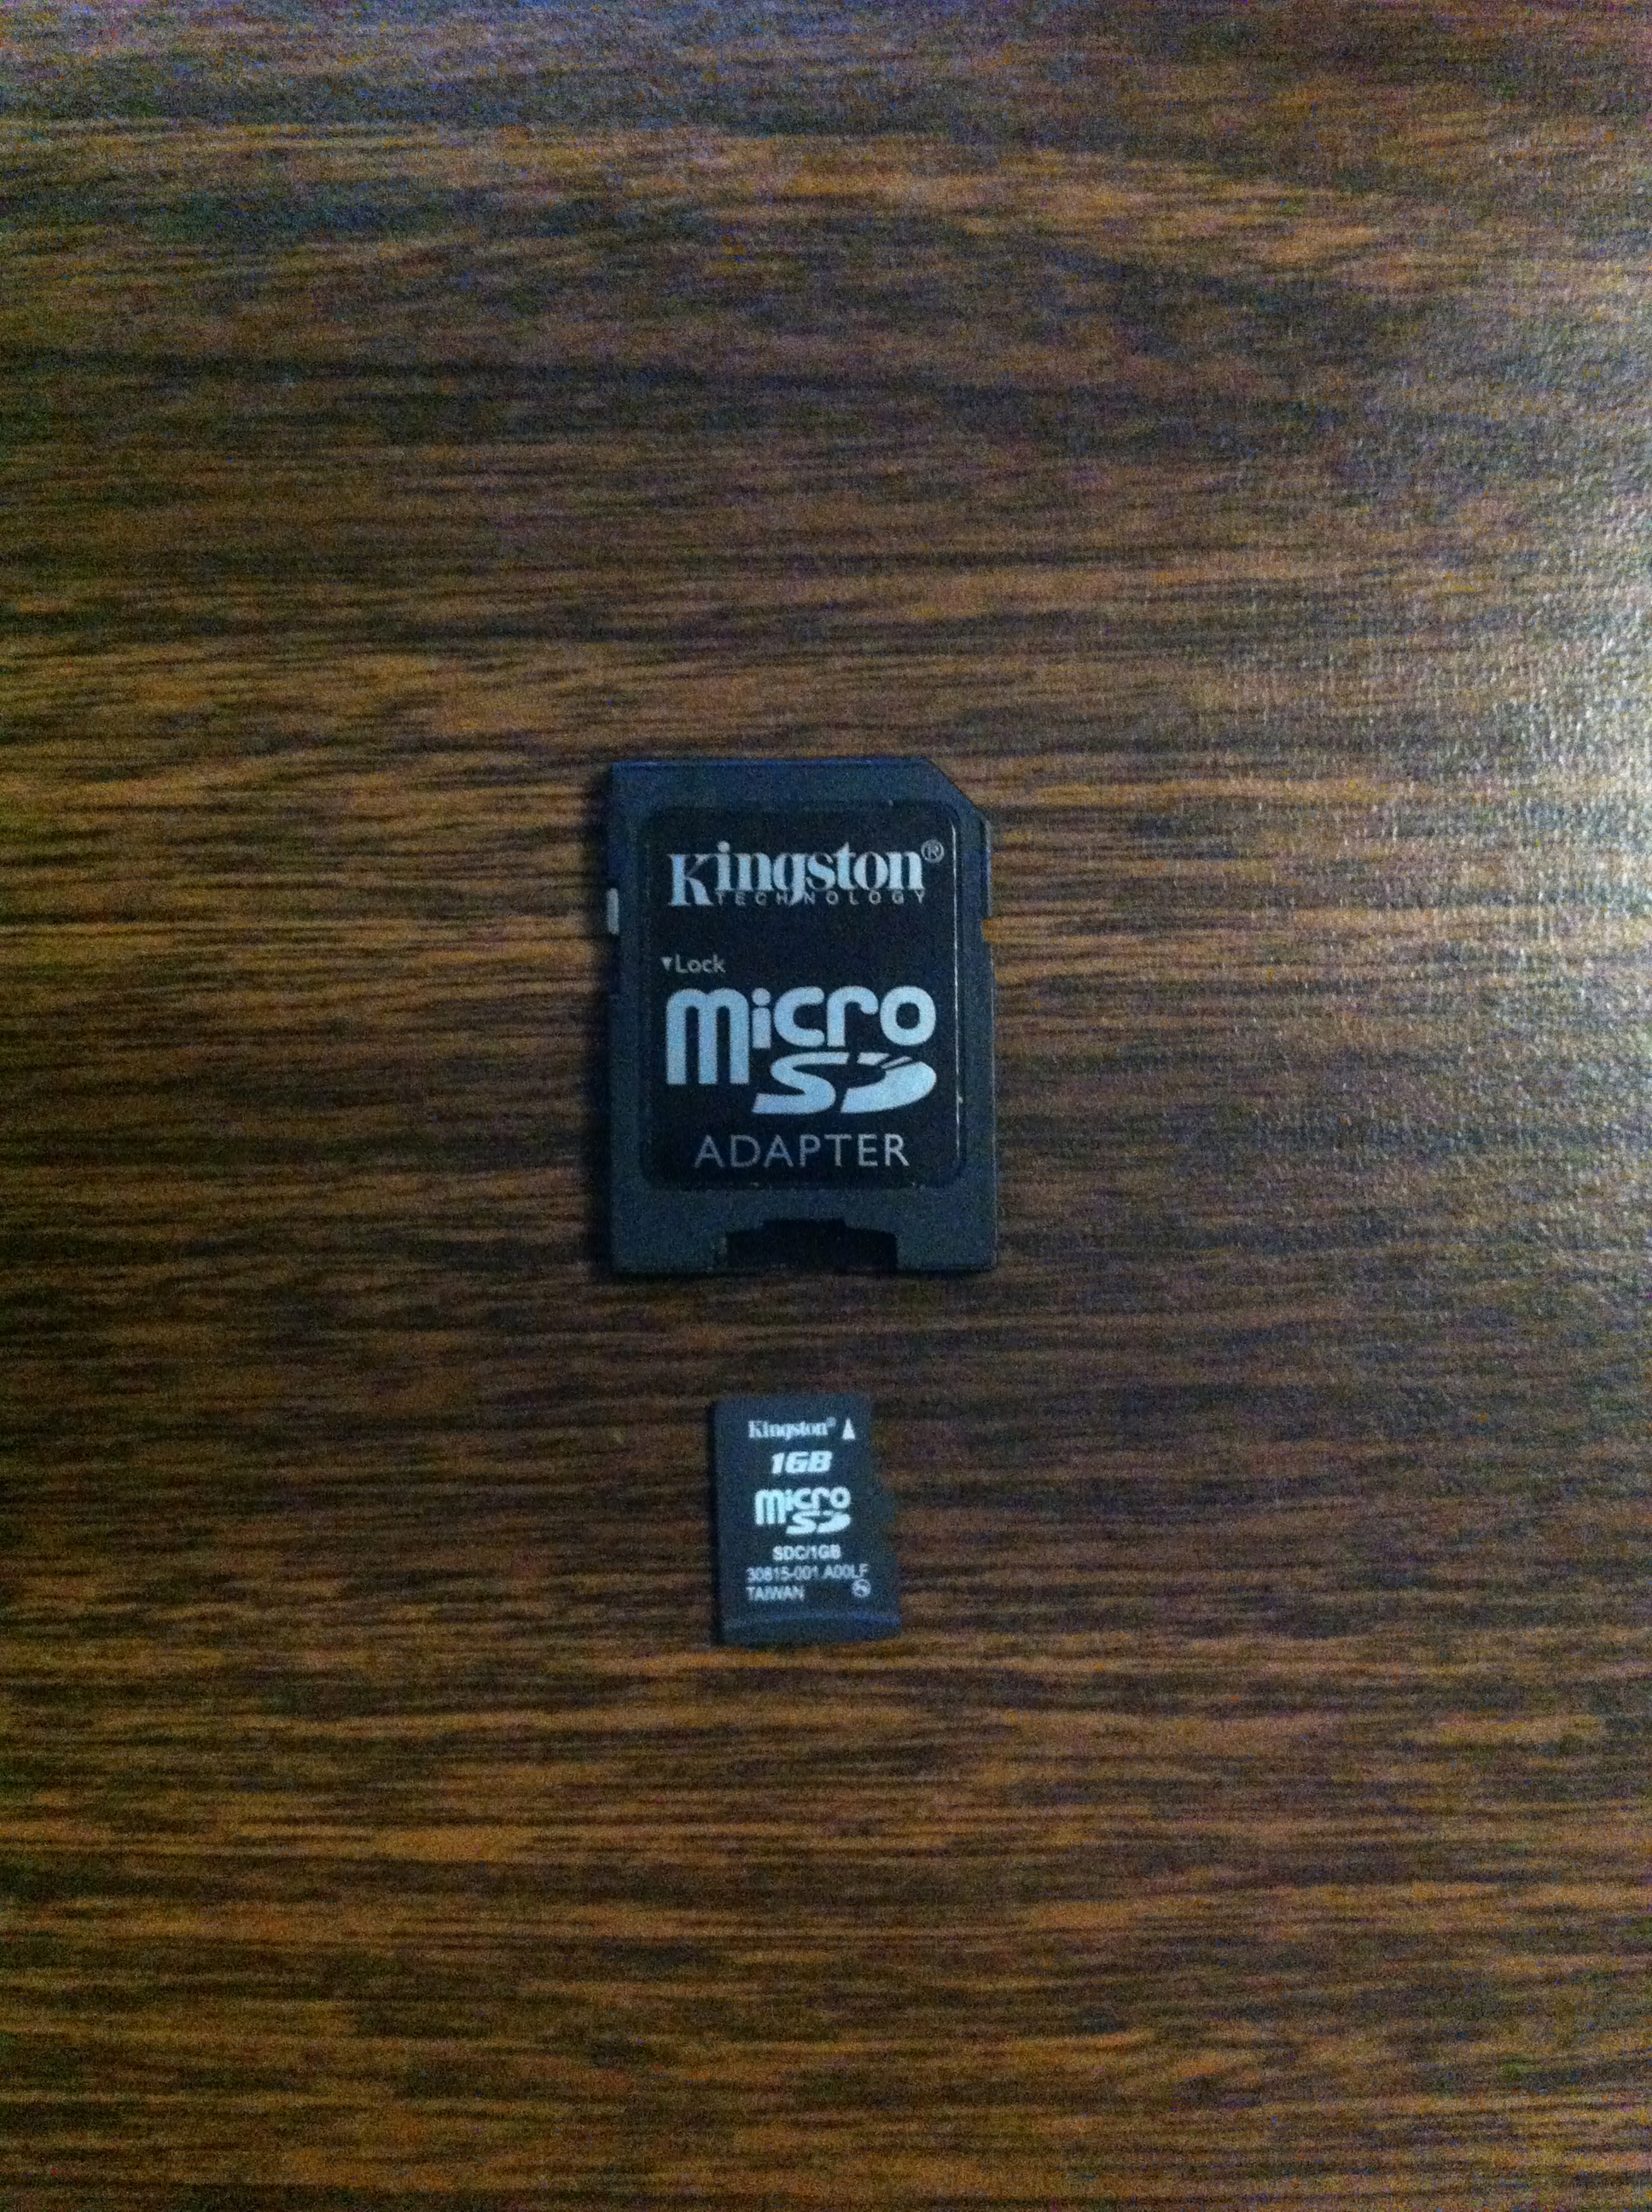 Kingston®
TECHNOLOGY
▼Lock
micro
SD
ADAPTER
Kingston® ▲
1GB
micro
SD
SDC/1GB
30815-001.A00LF
TAIWAN